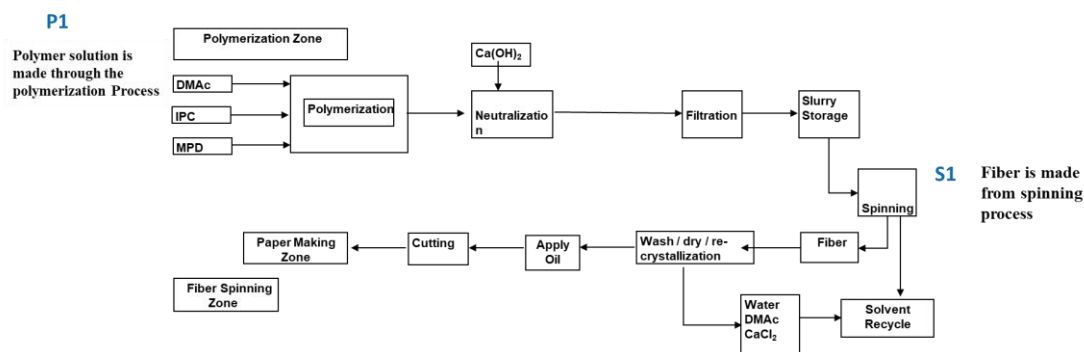 P1
Polymer solution is
made through the
polymerization Process
Polymerization Zone
DMAc
IPC
MPD
Polymerization
Ca(OH)₂
Neutralizatio
n
Filtration
Slurry
Storage
S1
Fiber is made
from spinning
process
Spinning
Fiber
Wash / dry / re-
crystallization
Apply
Oil
Cutting
Paper Making
Zone
Fiber Spinning
Zone
Water
DMAc
CaCl₂
Solvent
Recycle